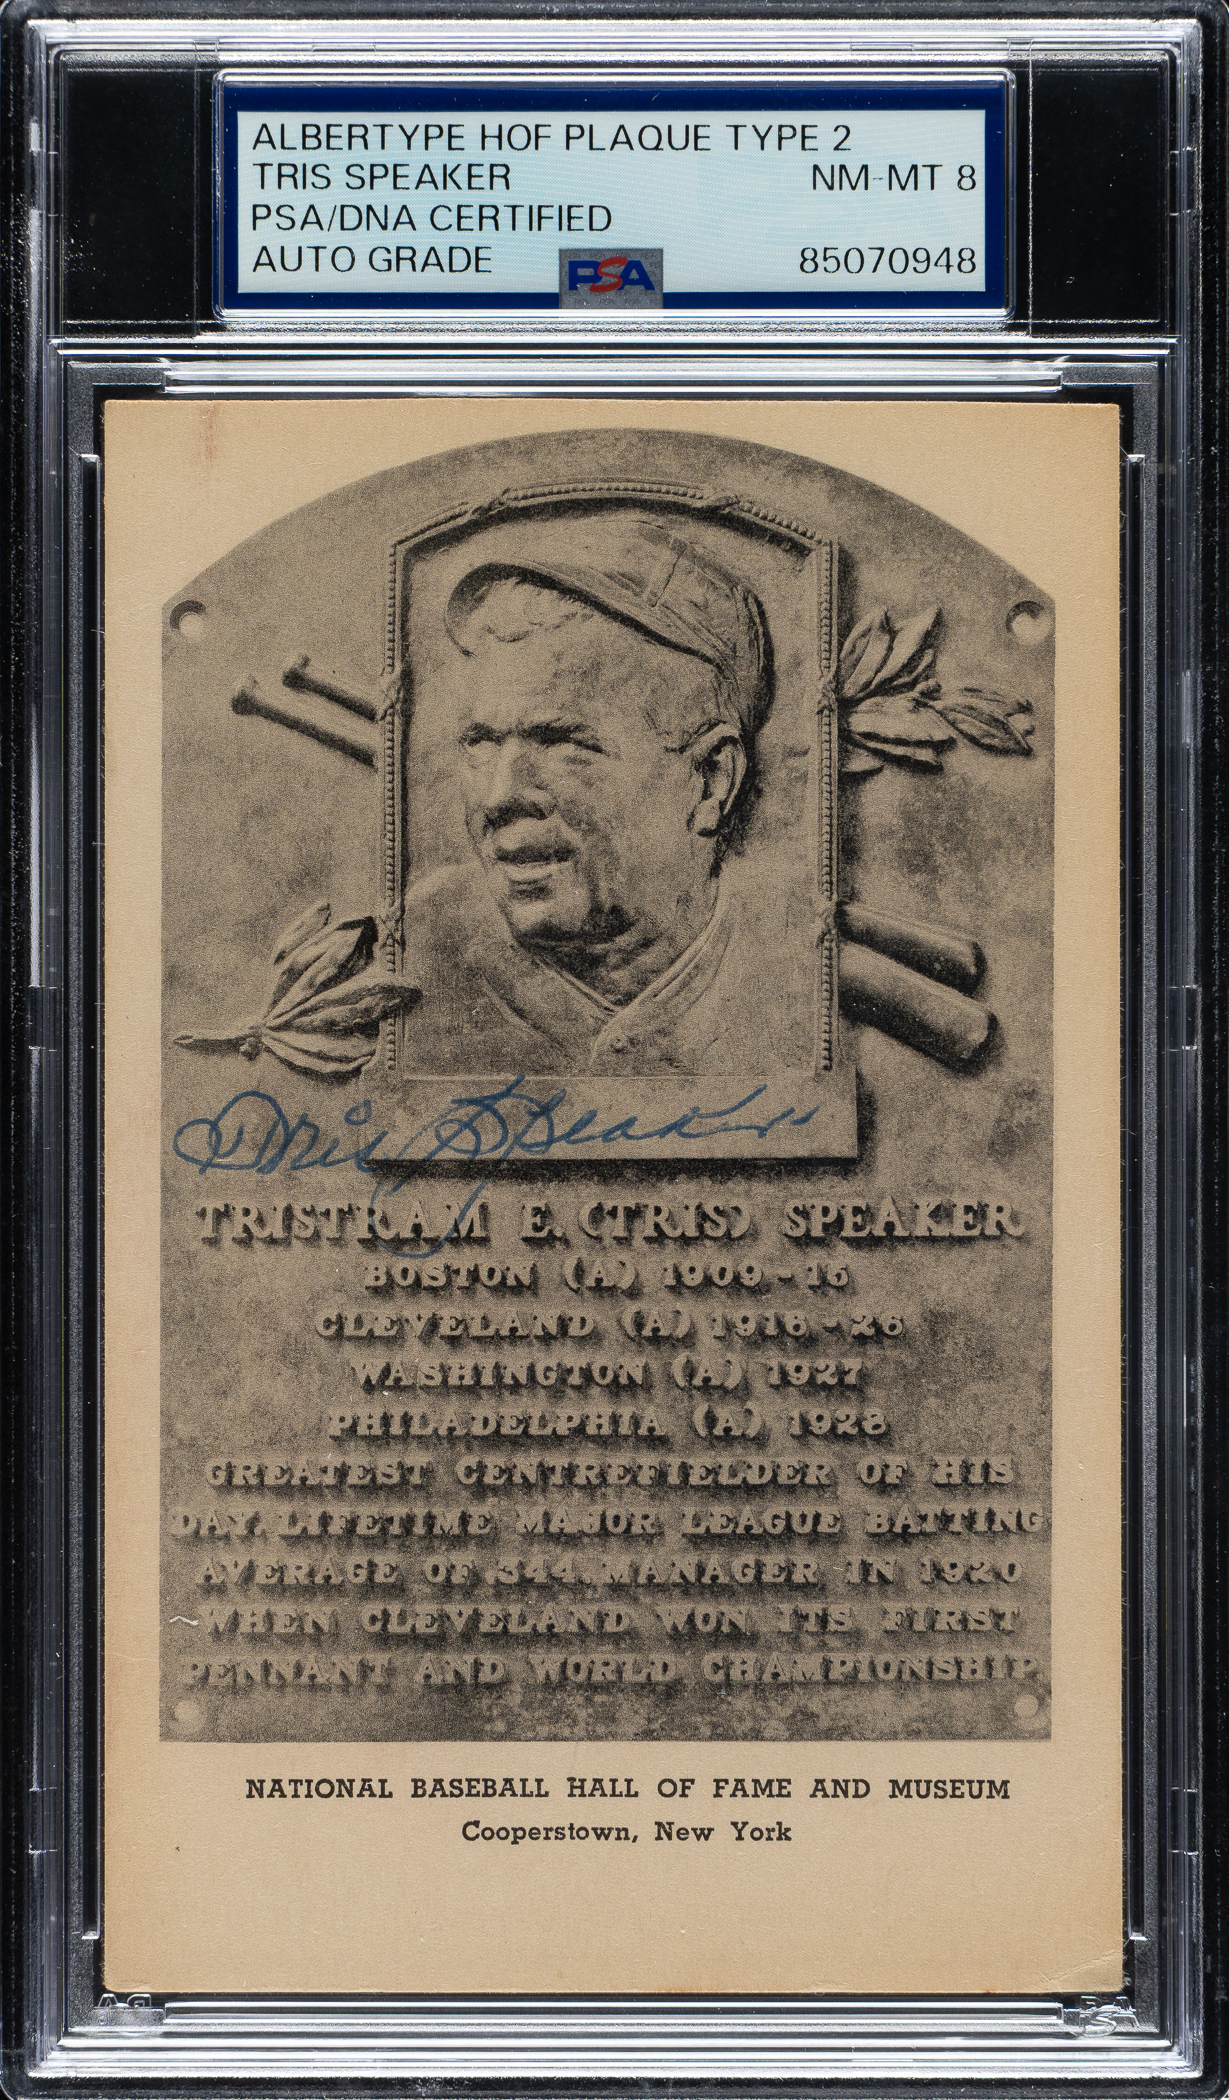 ALBERTYPE HOF PLAQUE TYPE 2
TRIS SPEAKER NM-MT 8
PSA/DNA CERTIFIED
AUTO GRADE PSA 85070948
Tris Speaker
TRISTRAM E. (TRIS) SPEAKER
BOSTON (A) 1909-15
CLEVELAND (A) 1916-26
WASHINGTON (A) 1927
PHILADELPHIA (A) 1928
GREATEST CENTREFIELDER OF HIS
DAY. LIFETIME MAJOR LEAGUE BATTING
AVERAGE OF .344. MANAGER IN 1920
WHEN CLEVELAND WON ITS FIRST
PENNANT AND WORLD CHAMPIONSHIP.
NATIONAL BASEBALL HALL OF FAME AND MUSEUM
Cooperstown, New York